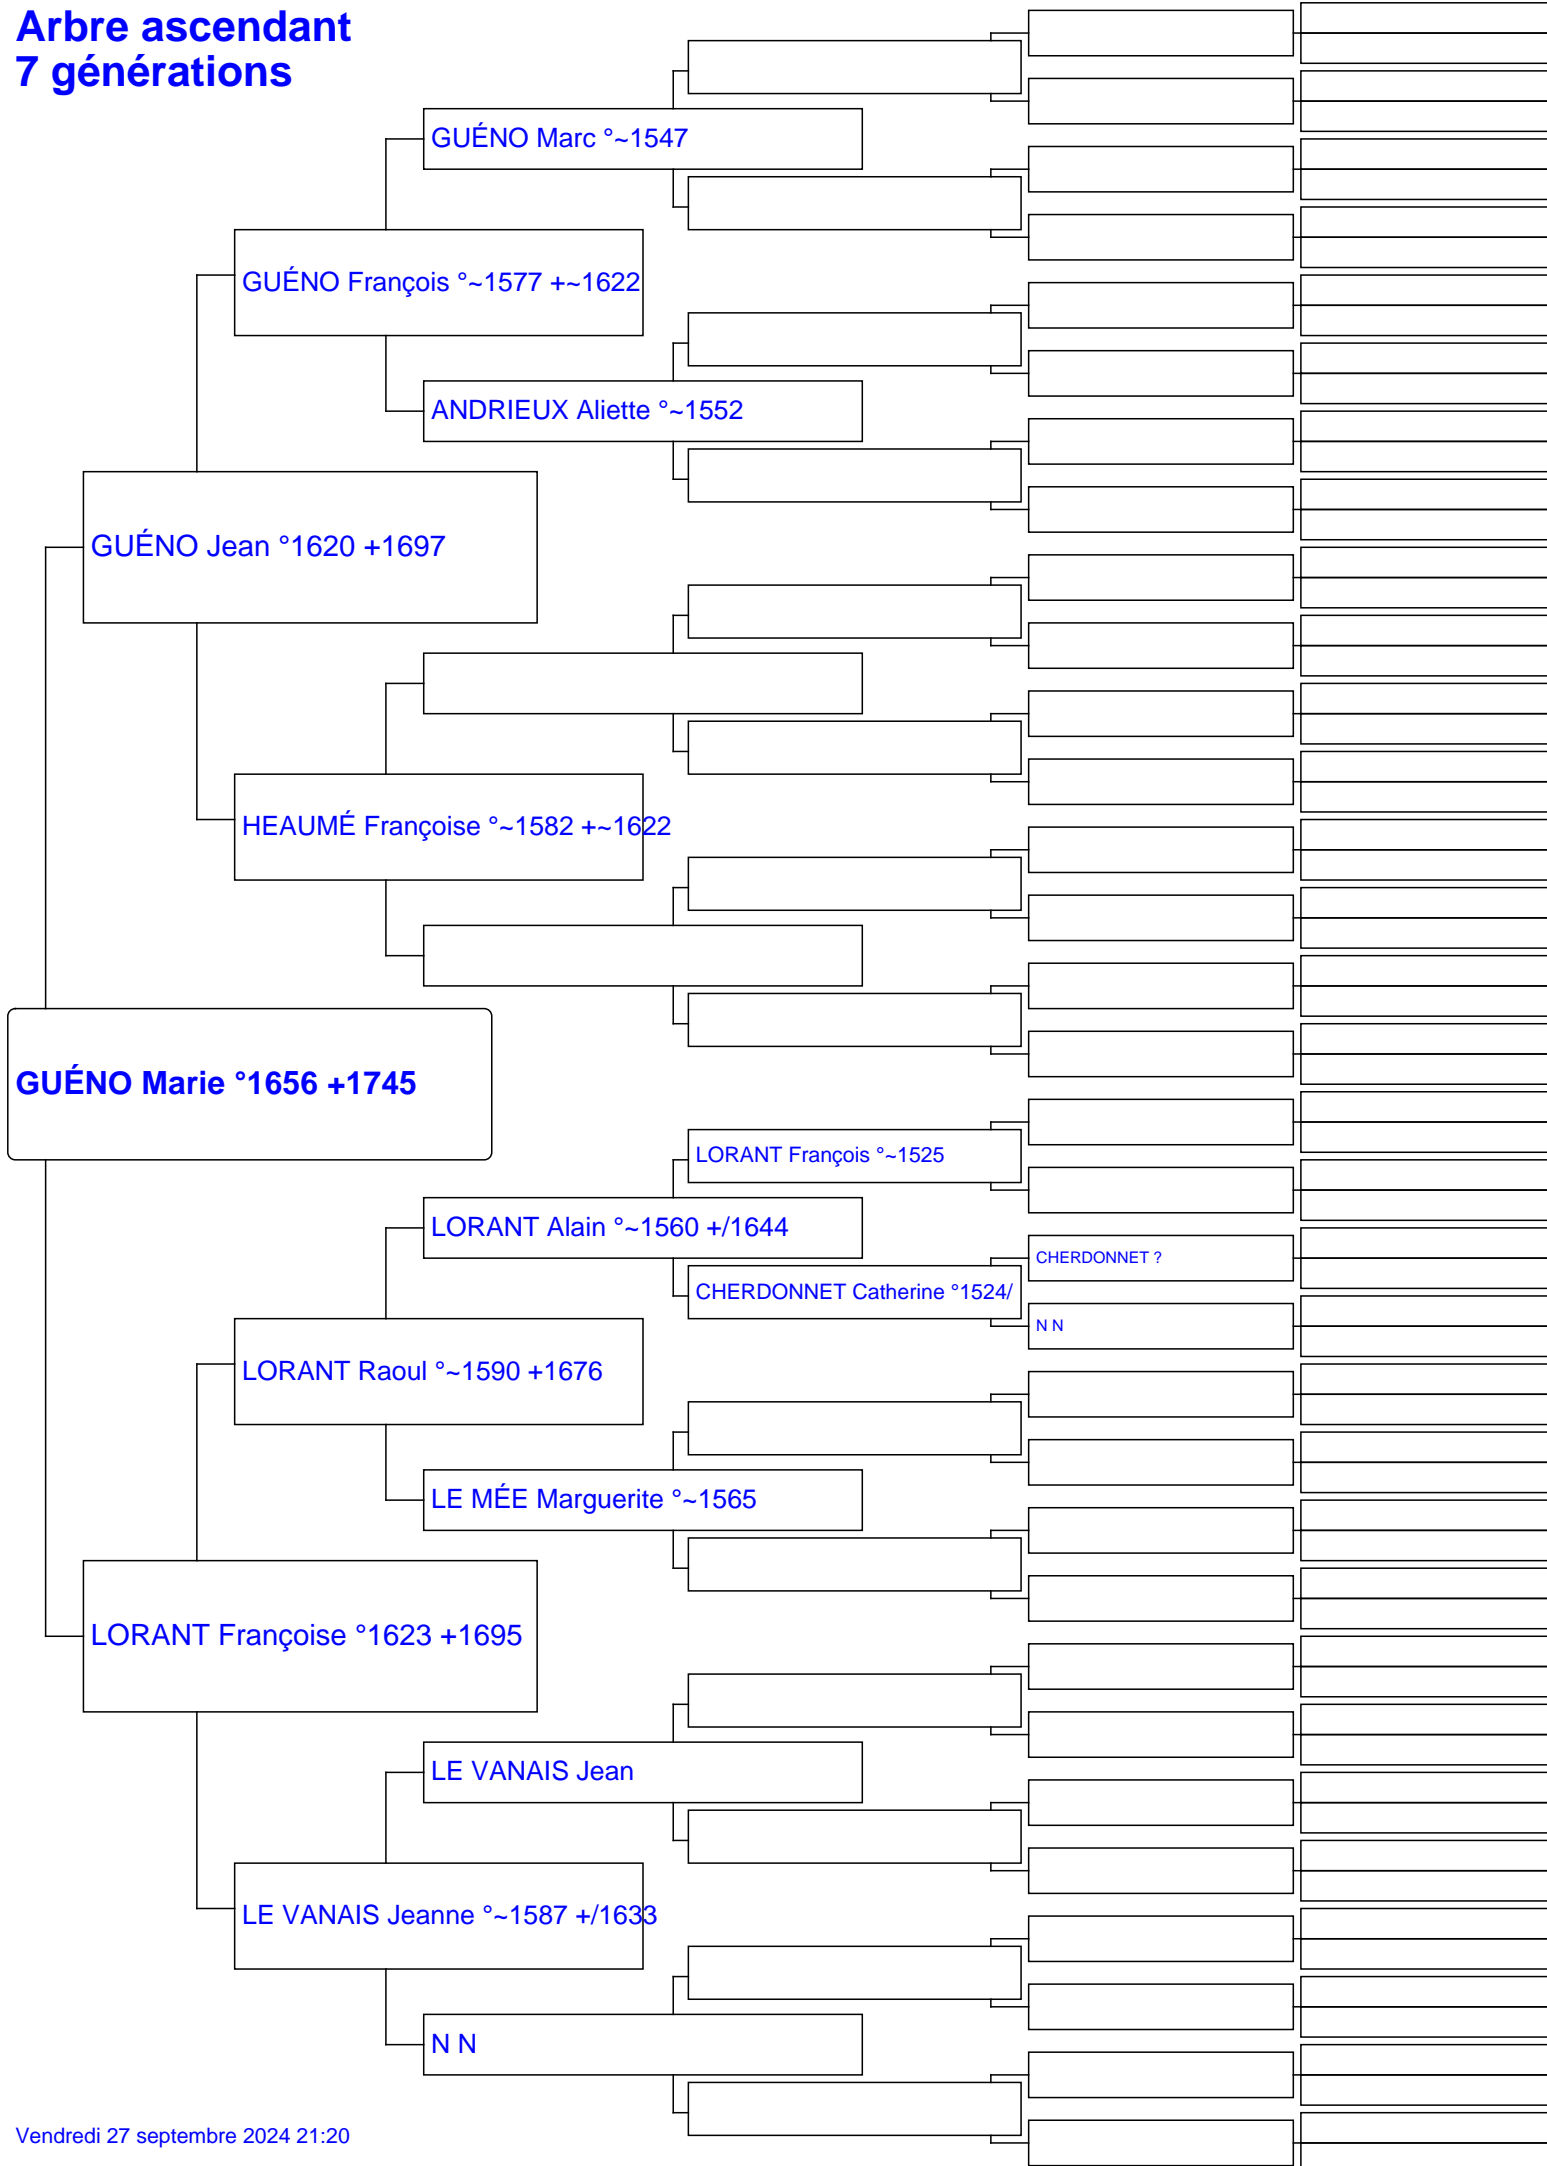 Arbre ascendant
7 générations
GUÉNO Marc °~1547
GUÉNO François °~1577 +~1622
ANDRIEUX Aliette °~1552
GUÉNO Jean °1620 +1697
HEAUMÉ Françoise °~1582 +~1622
GUÉNO Marie °1656 +1745
LORANT François °~1525
LORANT Alain °~1560 +/1644
CHERDONNET ?
CHERDONNET Catherine °1524/
N N
LORANT Raoul °~1590 +1676
LE MÉE Marguerite °~1565
LORANT Françoise °1623 +1695
LE VANAIS Jean
LE VANAIS Jeanne °~1587 +/1633
N N
Vendredi 27 septembre 2024 21:20